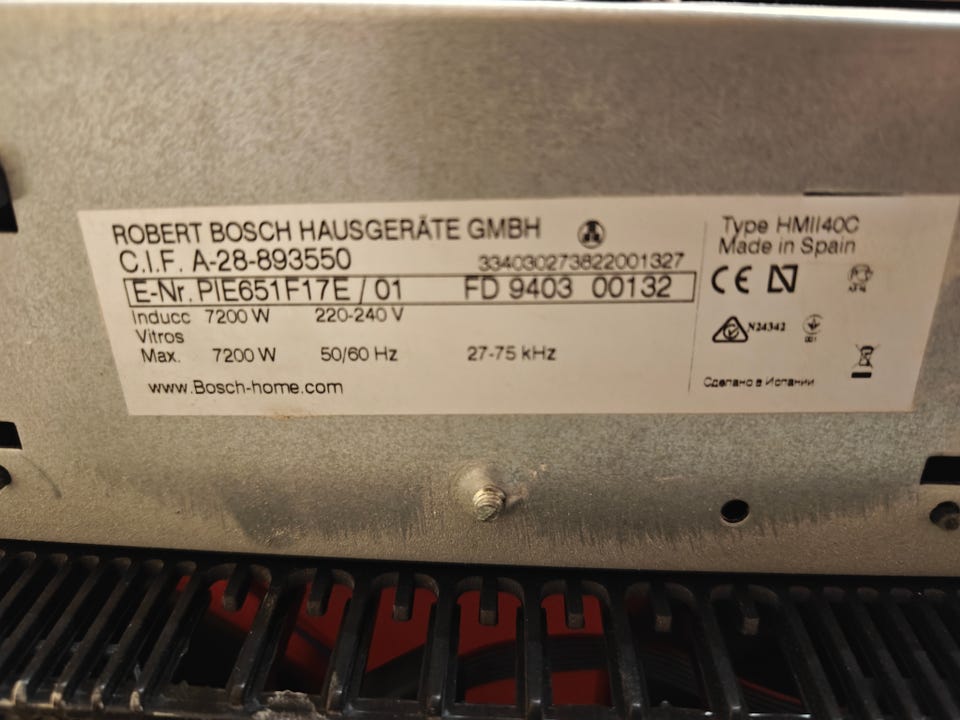 ROBERT BOSCH HAUSGERÄTE GMBH
C.I.F. A-28-893550
334030273822001327
E-Nr. PIE651F17E / 01 FD 9403 00132
Inducc 7200 W 220-240 V
Vitros
Max. 7200 W 50/60 Hz 27-75 kHz
www.Bosch-home.com
Type HMII40C
Made in Spain
CE
N24342
Сделано в Испании